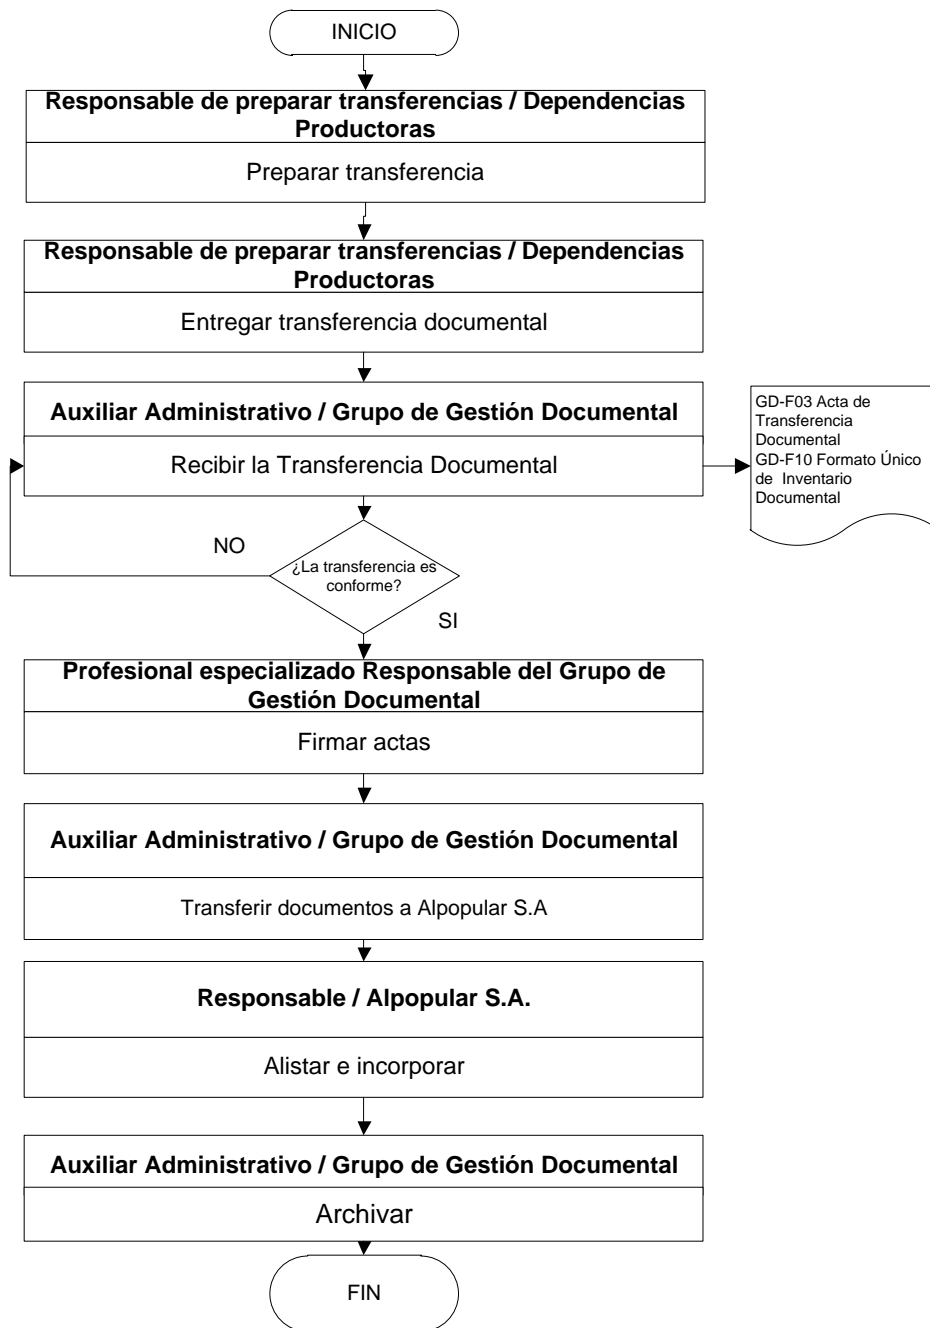 INICIO
Responsable de preparar transferencias / Dependencias
Productoras
Preparar transferencia
Responsable de preparar transferencias / Dependencias
Productoras
Entregar transferencia documental
Auxiliar Administrativo / Grupo de Gestión Documental
Recibir la Transferencia Documental
GD-F03 Acta de
Transferencia
Documental
GD-F10 Formato Único
de Inventario
Documental
NO
¿La transferencia es
conforme?
SI
Profesional especializado Responsable del Grupo de
Gestión Documental
Firmar actas
Auxiliar Administrativo / Grupo de Gestión Documental
Transferir documentos a Alpopular S.A
Responsable / Alpopular S.A.
Alistar e incorporar
Auxiliar Administrativo / Grupo de Gestión Documental
Archivar
FIN